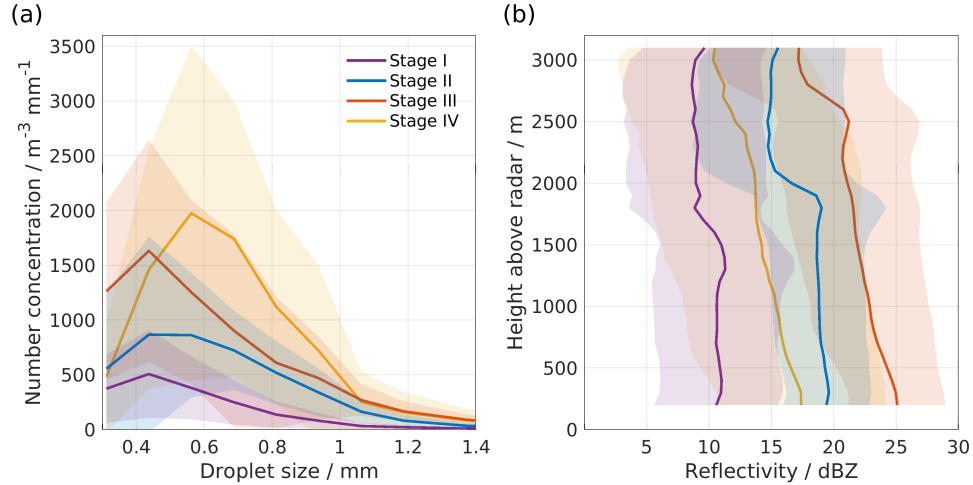 (a)
Number concentration / m⁻³ mm⁻¹
3500
3000
2500
2000
1500
1000
500
0
0.4
0.6
0.8
1
1.2
1.4
Droplet size / mm
Stage I
Stage II
Stage III
Stage IV
(b)
Height above radar / m
3000
2500
2000
1500
1000
500
0
5
10
15
20
25
30
Reflectivity / dBZ